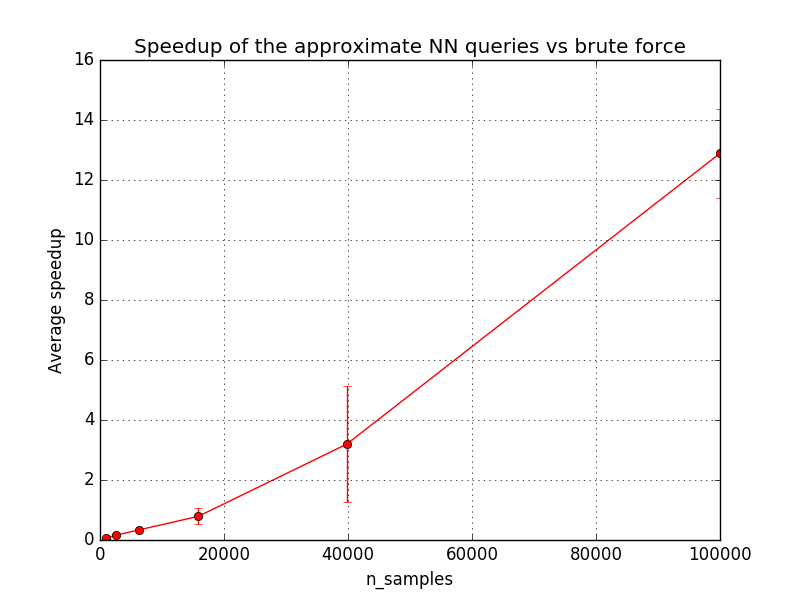 Speedup of the approximate NN queries vs brute force
16
14
12
10
8
6
4
2
0
Average speedup
0 20000 40000 60000 80000 100000
n_samples